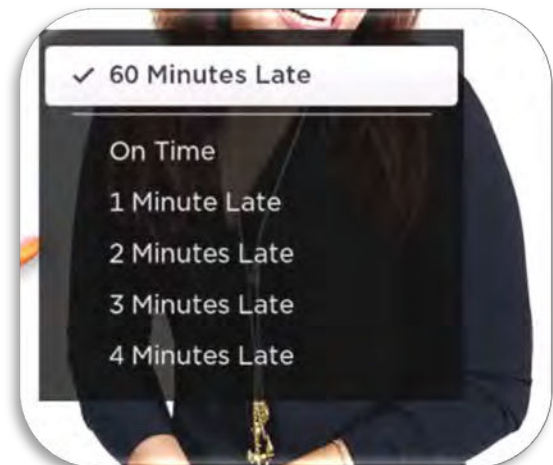 ✓ 60 Minutes Late
On Time
1 Minute Late
2 Minutes Late
3 Minutes Late
4 Minutes Late